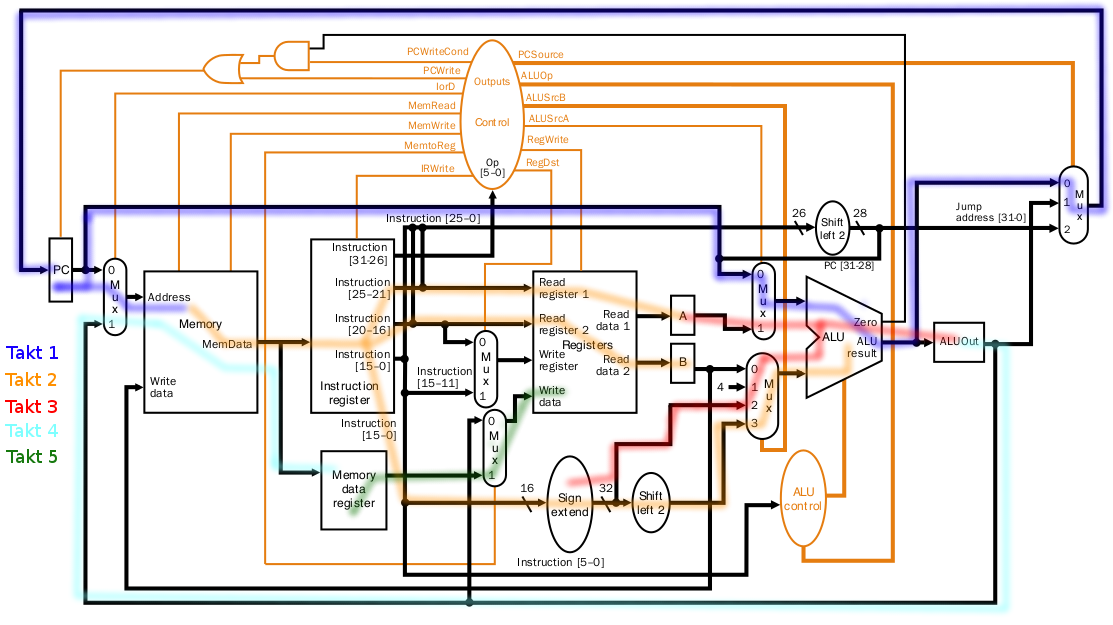 PCWriteCond
PCWrite
IorD
MemRead
MemWrite
MemtoReg
IRWrite
Outputs
Control
Op
[5–0]
PCSource
ALUOp
ALUSrcB
ALUSrcA
RegWrite
RegDst
PC
0
M
u
x
1
Address
Memory
MemData
Write
data
Instruction [25–0]
Instruction
[31-26]
Instruction
[25–21]
Instruction
[20–16]
Instruction
[15–0]
Instruction
register
Instruction
[15–11]
Instruction
[15–0]
0
M
u
x
1
0
M
u
x
1
Memory
data
register
Read
register 1
Read
register 2
Registers
Write
register
Write
data
Read
data 1
Read
data 2
A
B
4
0
M
u
x
1
0
1
M
u
x
2
3
16
Sign
extend
32
Shift
left 2
Instruction [5–0]
26
Shift
left 2
28
PC [31-28]
Jump
address [31-0]
Zero
ALU
ALU
result
ALUOut
ALU
control
0
M
1
u
x
2
Takt 1
Takt 2
Takt 3
Takt 4
Takt 5